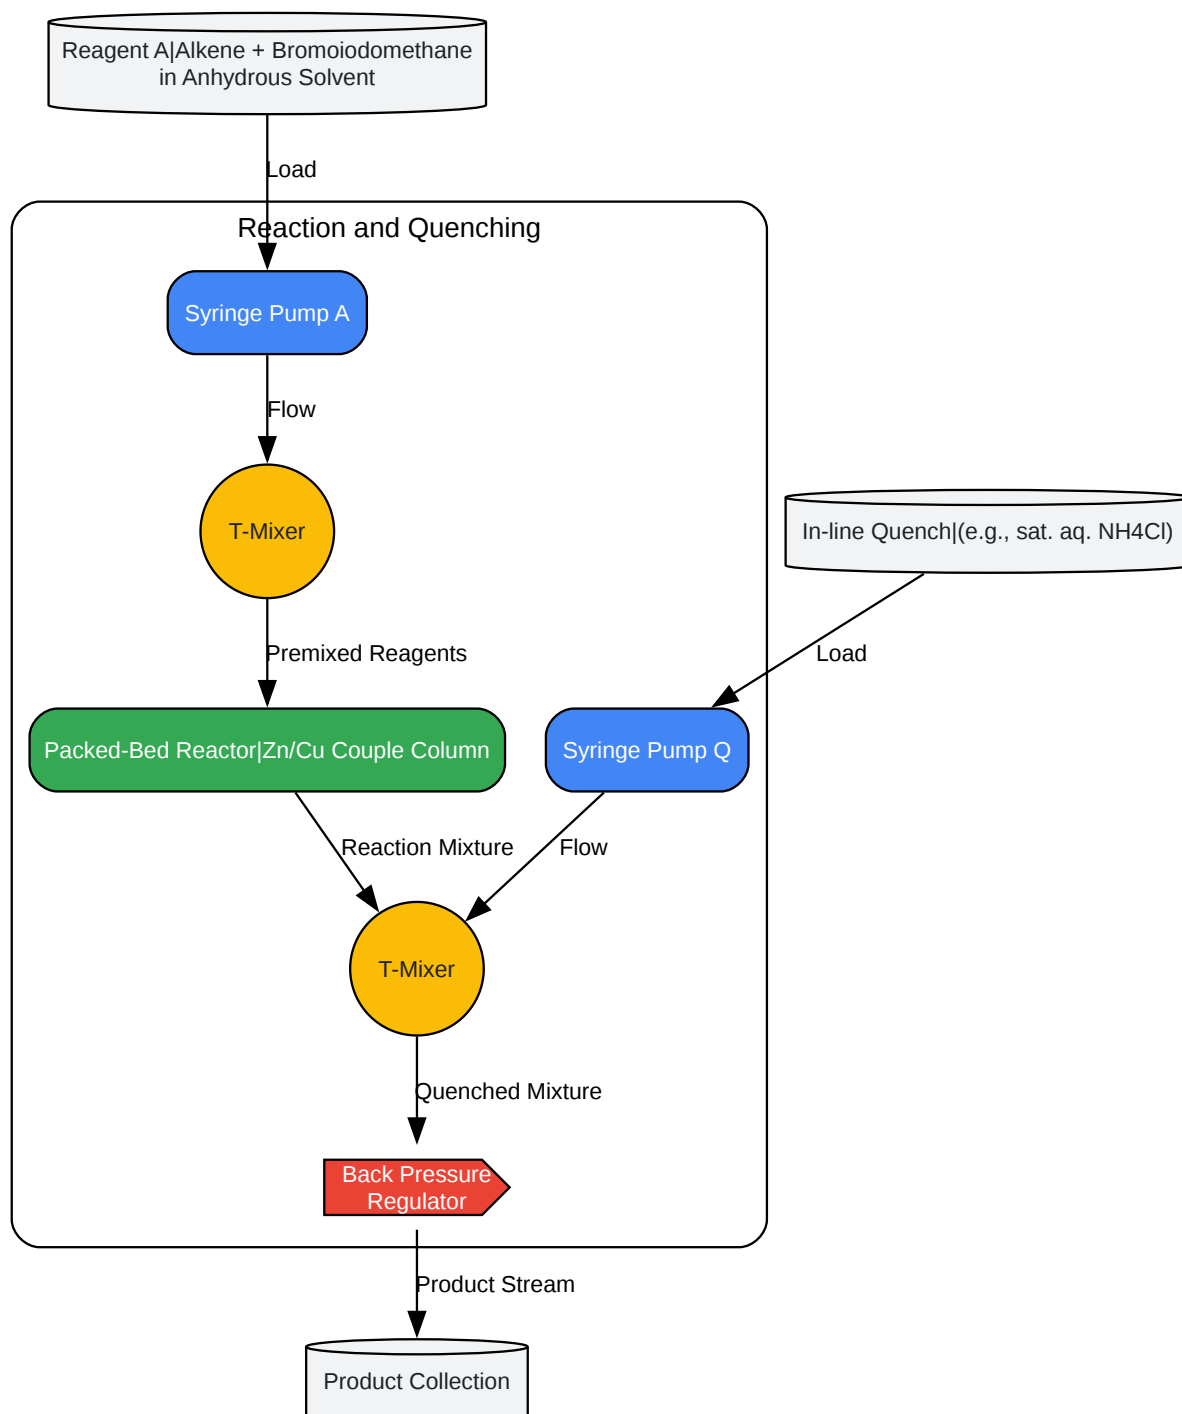 Reagent A|Alkene + Bromoiodomethane
in Anhydrous Solvent
Load
Reaction and Quenching
Syringe Pump A
Flow
T-Mixer
In-line Quench|(e.g., sat. aq. NH4Cl)
Premixed Reagents
Load
Packed-Bed Reactor|Zn/Cu Couple Column
Syringe Pump Q
Reaction Mixture
Flow
T-Mixer
Quenched Mixture
Back Pressure
Regulator
Product Stream
Product Collection